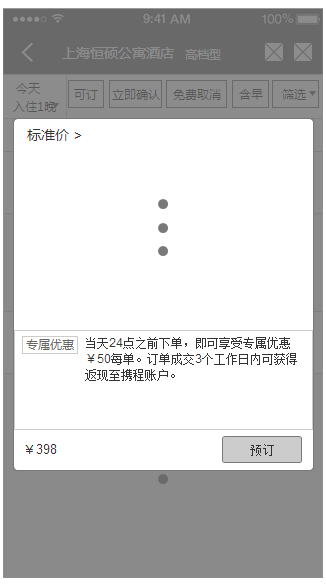 9:41 AM
100%
上海恒硕公寓酒店 高档型
今天
入住1晚
可订 立即确认 免费取消 含早 筛选
标准价 >
专属优惠 当天24点之前下单，即可享受专属优惠
￥50每单。订单成交3个工作日内可获得
返现至携程账户。
￥398 预订